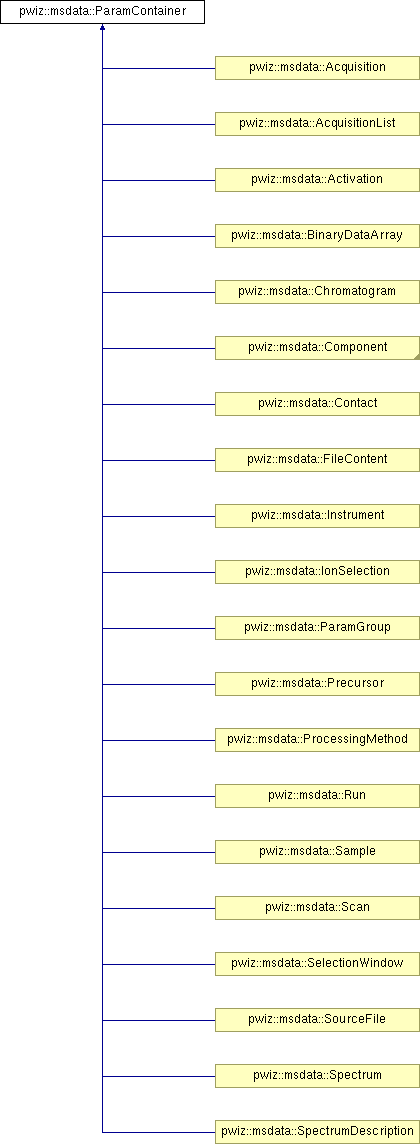 pwiz::msdata::ParamContainer
pwiz::msdata::Acquisition
pwiz::msdata::AcquisitionList
pwiz::msdata::Activation
pwiz::msdata::BinaryDataArray
pwiz::msdata::Chromatogram
pwiz::msdata::Component
pwiz::msdata::Contact
pwiz::msdata::FileContent
pwiz::msdata::Instrument
pwiz::msdata::IonSelection
pwiz::msdata::ParamGroup
pwiz::msdata::Precursor
pwiz::msdata::ProcessingMethod
pwiz::msdata::Run
pwiz::msdata::Sample
pwiz::msdata::Scan
pwiz::msdata::SelectionWindow
pwiz::msdata::SourceFile
pwiz::msdata::Spectrum
pwiz::msdata::SpectrumDescription